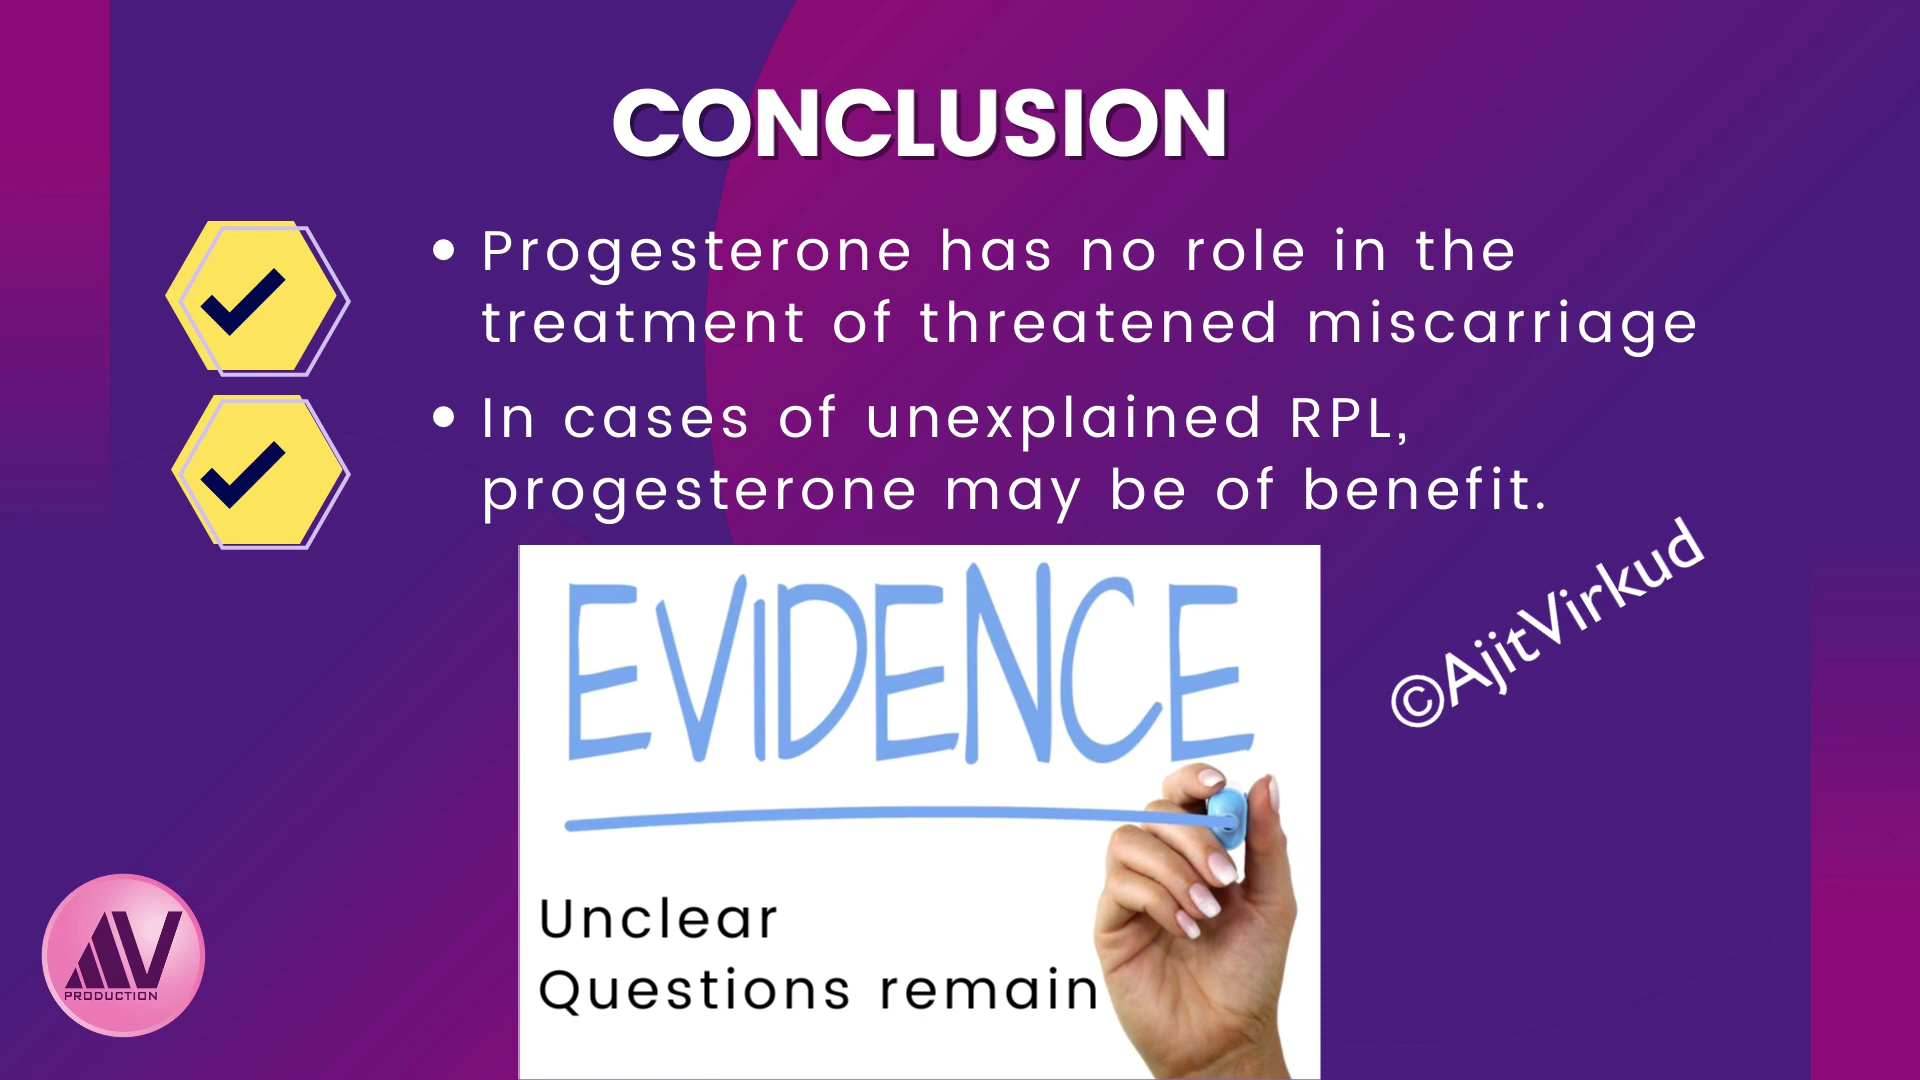 CONCLUSION
• Progesterone has no role in the
treatment of threatened miscarriage
• In cases of unexplained RPL,
progesterone may be of benefit.
©AjitVirkud
EVIDENCE
Unclear
Questions remain
AV
PRODUCTION